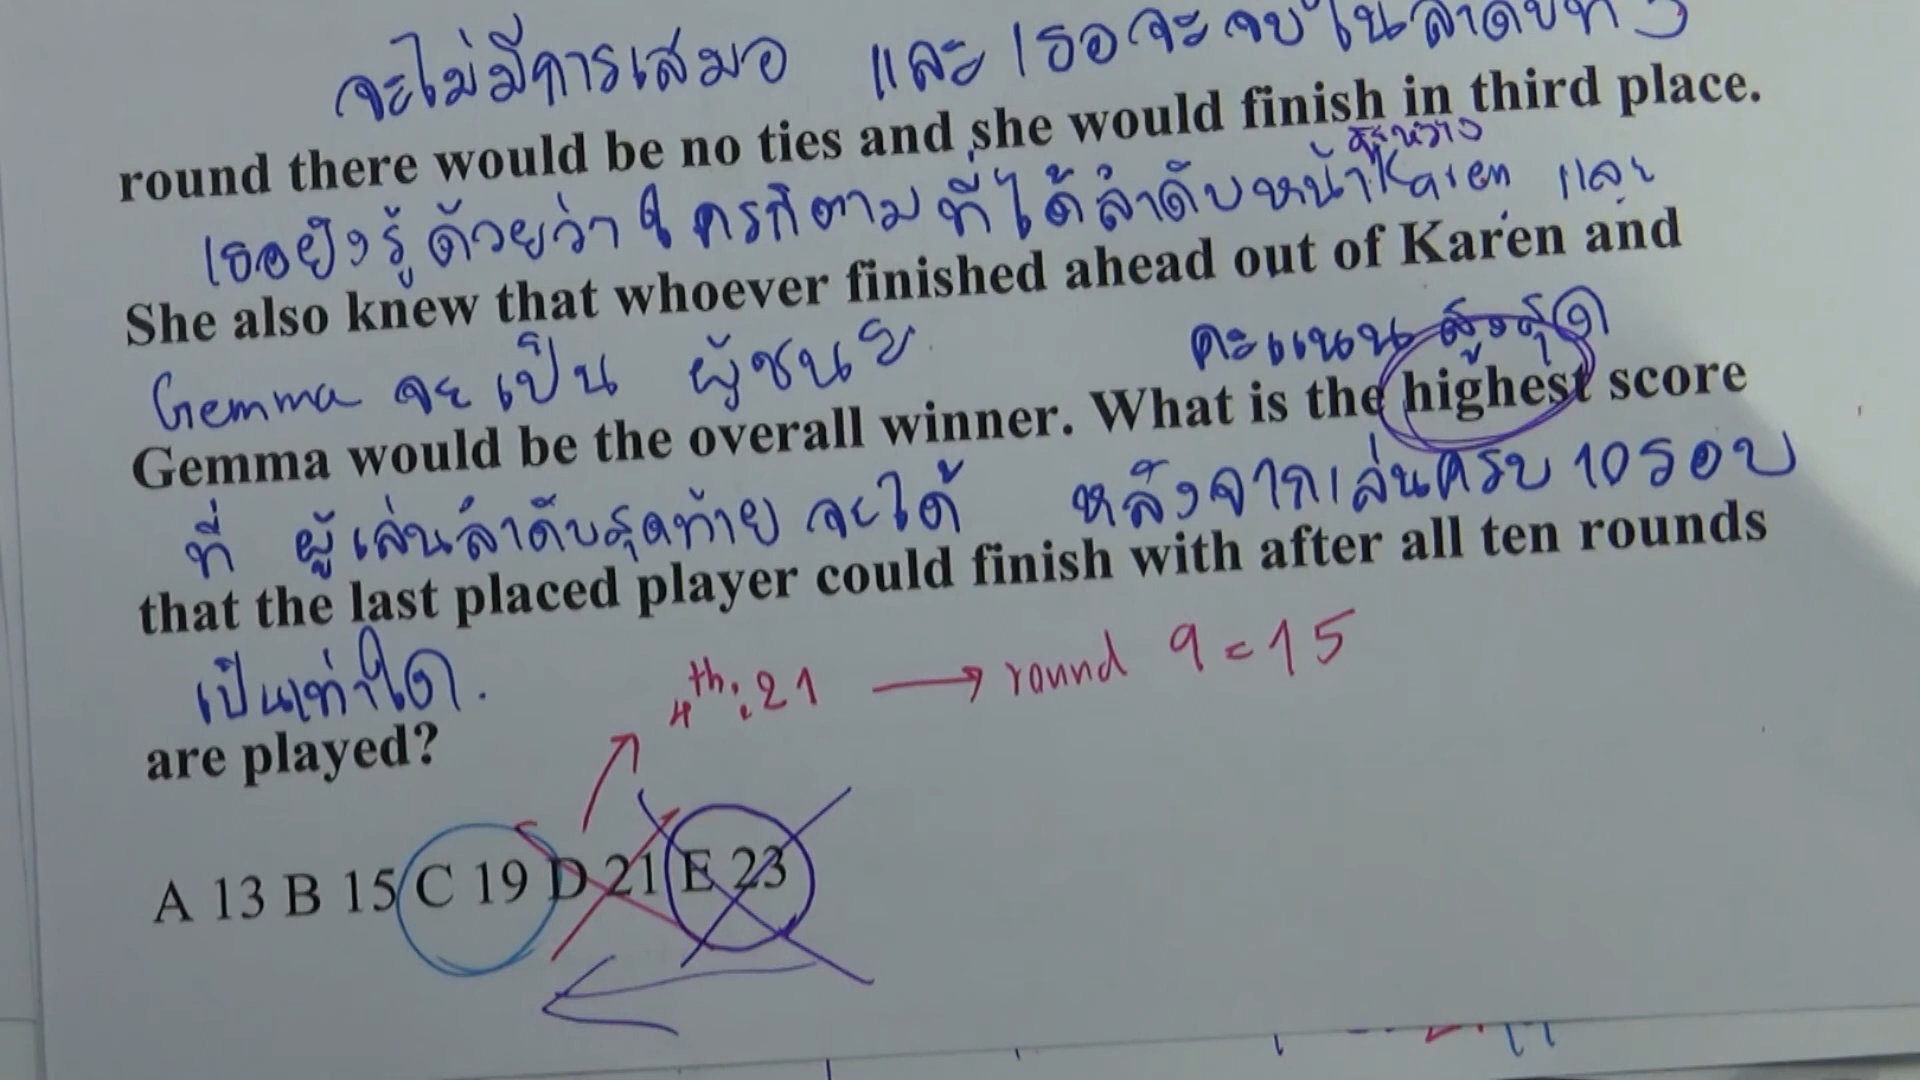 จะไม่มีการเสมอ และเธอจะจบในลำดับที่ 3
round there would be no ties and she would finish in third place.
ระหว่าง
เธอยังรู้ด้วยว่าใครก็ตามที่ได้ลำดับหน้า Karen และ
She also knew that whoever finished ahead out of Karen and
Gemma จะเป็น ผู้ชนะ คะแนนสูงสุด
Gemma would be the overall winner. What is the highest score
ที่ ผู้เล่นลำดับสุดท้าย จะได้ หลังจากเล่นครบ 10 รอบ
that the last placed player could finish with after all ten rounds
เป็นเท่าใด.
4th: 21 → round 9 = 15
are played?
A 13 B 15 C 19 D 21 E 23